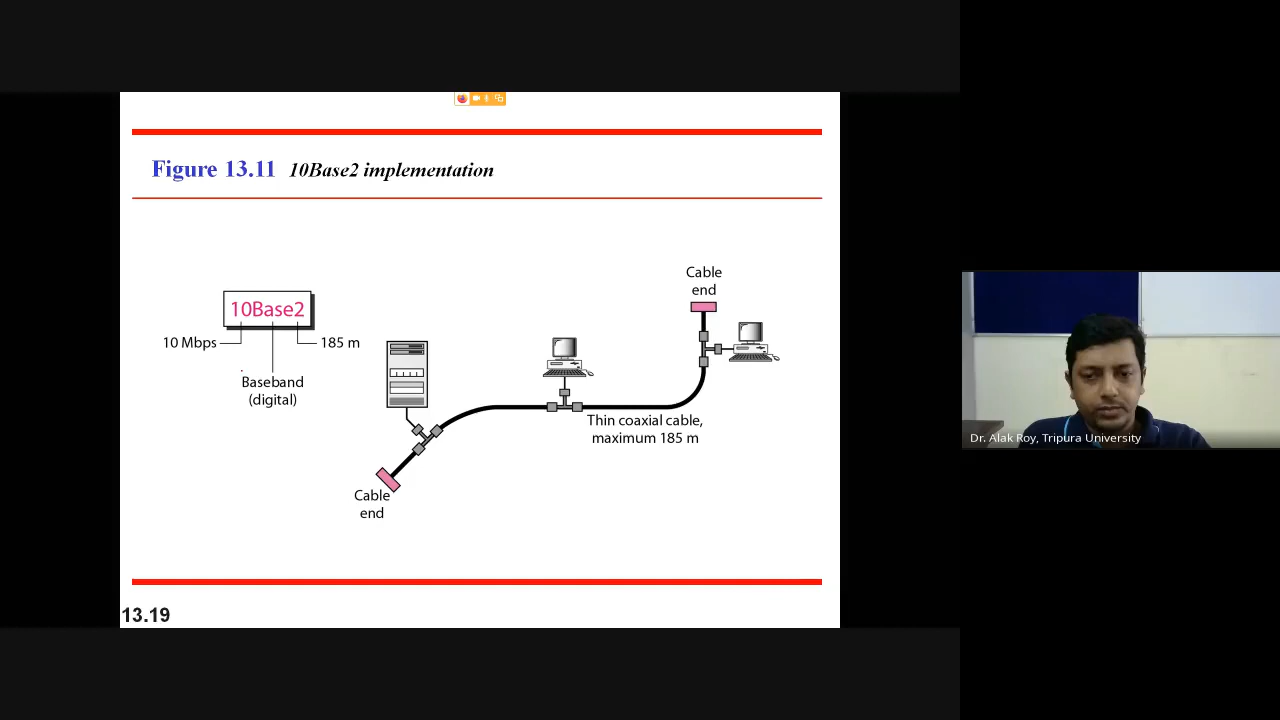 Figure 13.11 10Base2 implementation
Cable
end
10Base2
10 Mbps
185 m
Baseband
(digital)
Thin coaxial cable,
maximum 185 m
Cable
end
13.19
Dr. Alak Roy, Tripura University